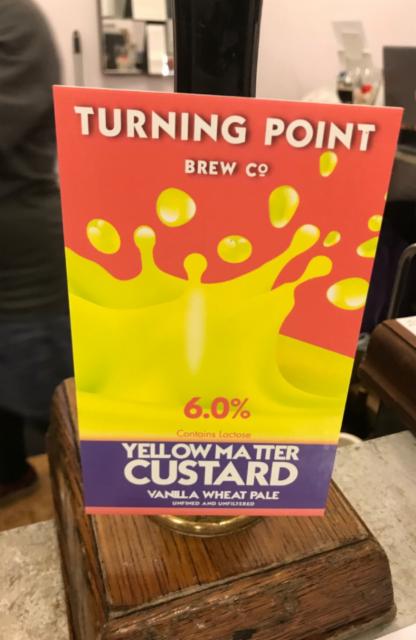 TURNING POINT
BREW Cº
6.0%
Contains Lactose
YELLOW MATTER
CUSTARD
VANILLA WHEAT PALE
UNFINED AND UNFILTERED